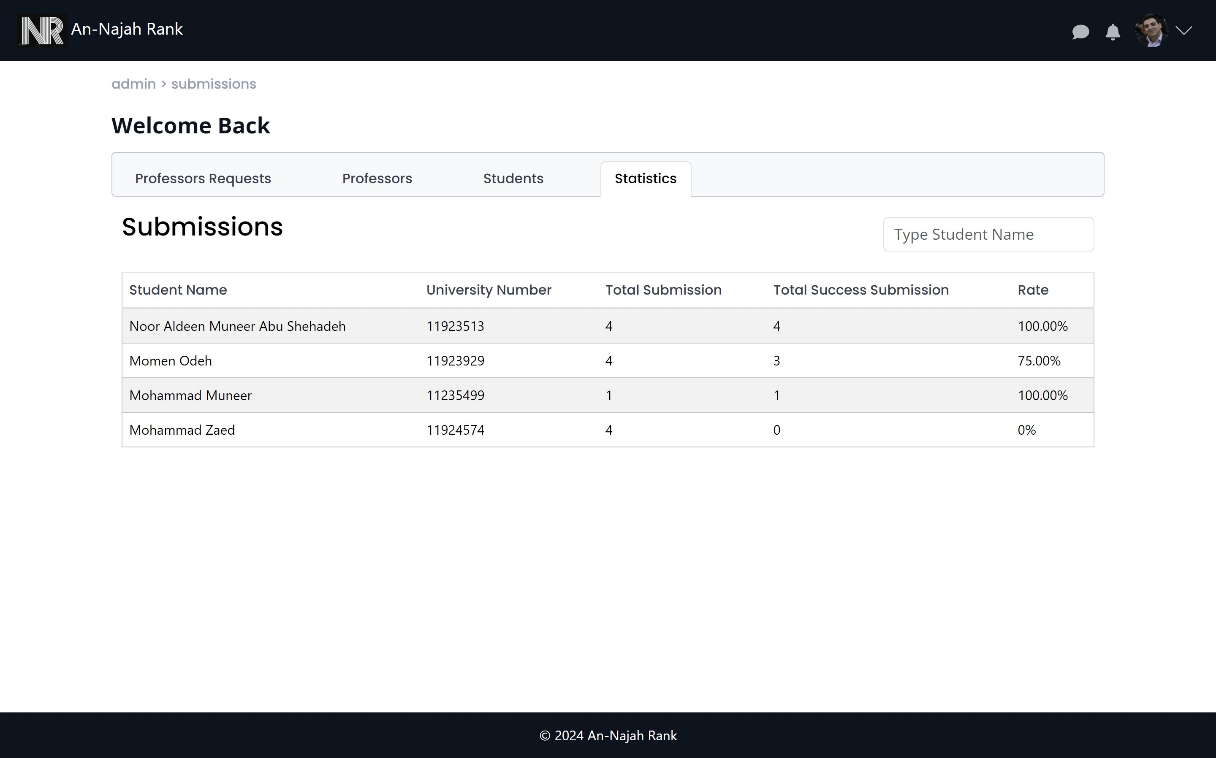 NR An-Najah Rank
admin > submissions
Welcome Back
Professors Requests Professors Students Statistics
Submissions
Type Student Name
Student Name University Number Total Submission Total Success Submission Rate
Noor Aldeen Muneer Abu Shehadeh 11923513 4 4 100.00%
Momen Odeh 11923929 4 3 75.00%
Mohammad Muneer 11235499 1 1 100.00%
Mohammad Zaed 11924574 4 0 0%
© 2024 An-Najah Rank